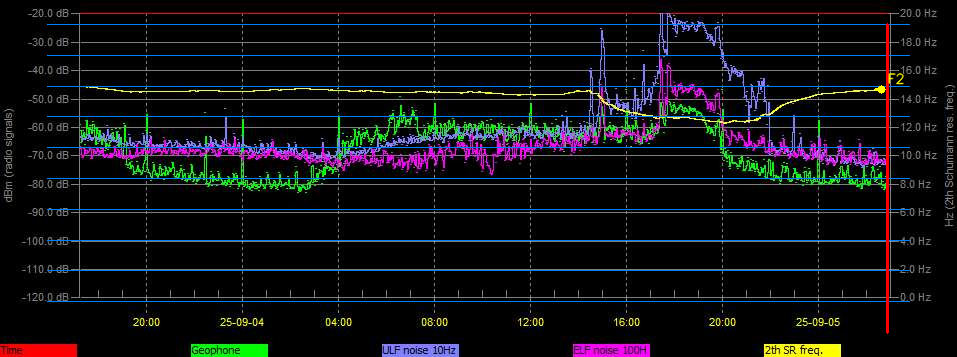 -20.0 dB 20.0 Hz
-30.0 dB 18.0 Hz
-40.0 dB 16.0 Hz
F2
-50.0 dB 14.0 Hz
-60.0 dB 12.0 Hz
-70.0 dB 10.0 Hz
-80.0 dB 8.0 Hz
-90.0 dB 6.0 Hz
-100.0 dB 4.0 Hz
-110.0 dB 2.0 Hz
-120.0 dB 0.0 Hz
dBm (radio signals)
Hz (2th Schumann res. freq.)
20:00 25-09-04 04:00 08:00 12:00 16:00 20:00 25-09-05
Time Geophone ULF noise 10Hz ELF noise 100H 2th SR freq.